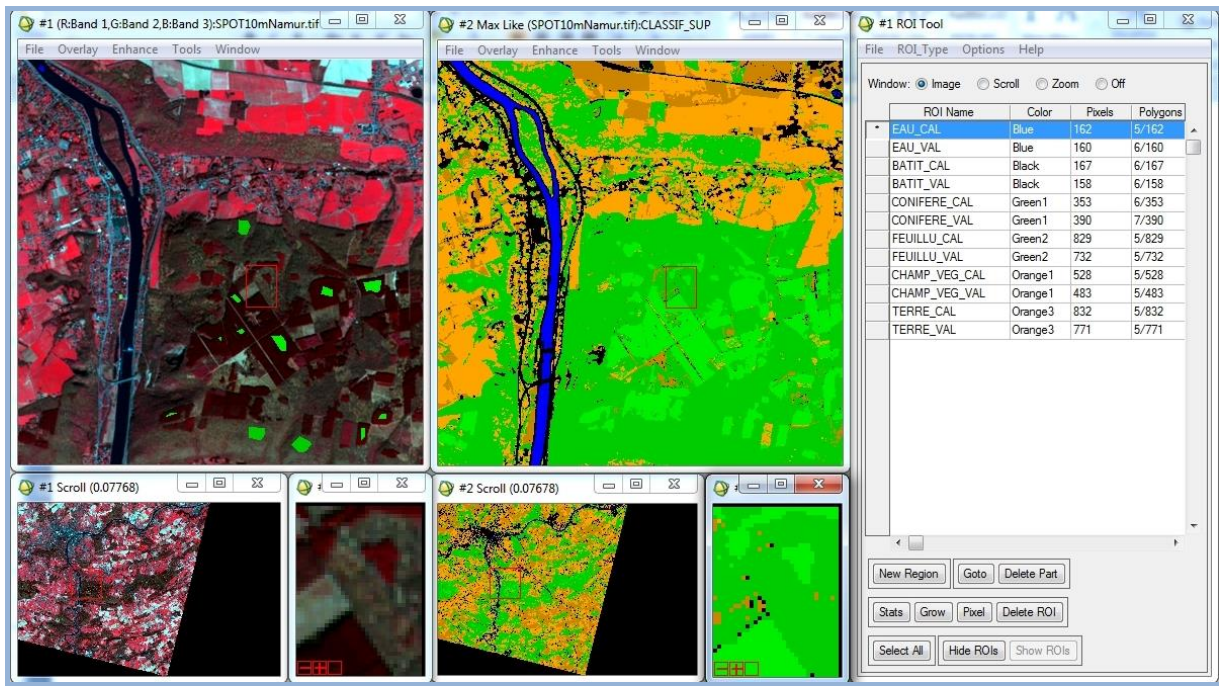 #1 (R:Band 1,G:Band 2,B:Band 3):SPOT10mNamur.tif
File Overlay Enhance Tools Window
#2 Max Like (SPOT10mNamur.tif):CLASSIF_SUP
File Overlay Enhance Tools Window
#1 Scroll (0.07768)
#2 Scroll (0.07678)
#1 ROI Tool
File ROI_Type Options Help
Window: Image Scroll Zoom Off
ROI Name Color Pixels Polygons
* EAU_CAL Blue 162 5/162
EAU_VAL Blue 160 6/160
BATIT_CAL Black 167 6/167
BATIT_VAL Black 158 6/158
CONIFERE_CAL Green1 353 6/353
CONIFERE_VAL Green1 390 7/390
FEUILLU_CAL Green2 829 5/829
FEUILLU_VAL Green2 732 5/732
CHAMP_VEG_CAL Orange1 528 5/528
CHAMP_VEG_VAL Orange1 483 5/483
TERRE_CAL Orange3 832 5/832
TERRE_VAL Orange3 771 5/771
New Region Goto Delete Part
Stats Grow Pixel Delete ROI
Select All Hide ROIs Show ROIs